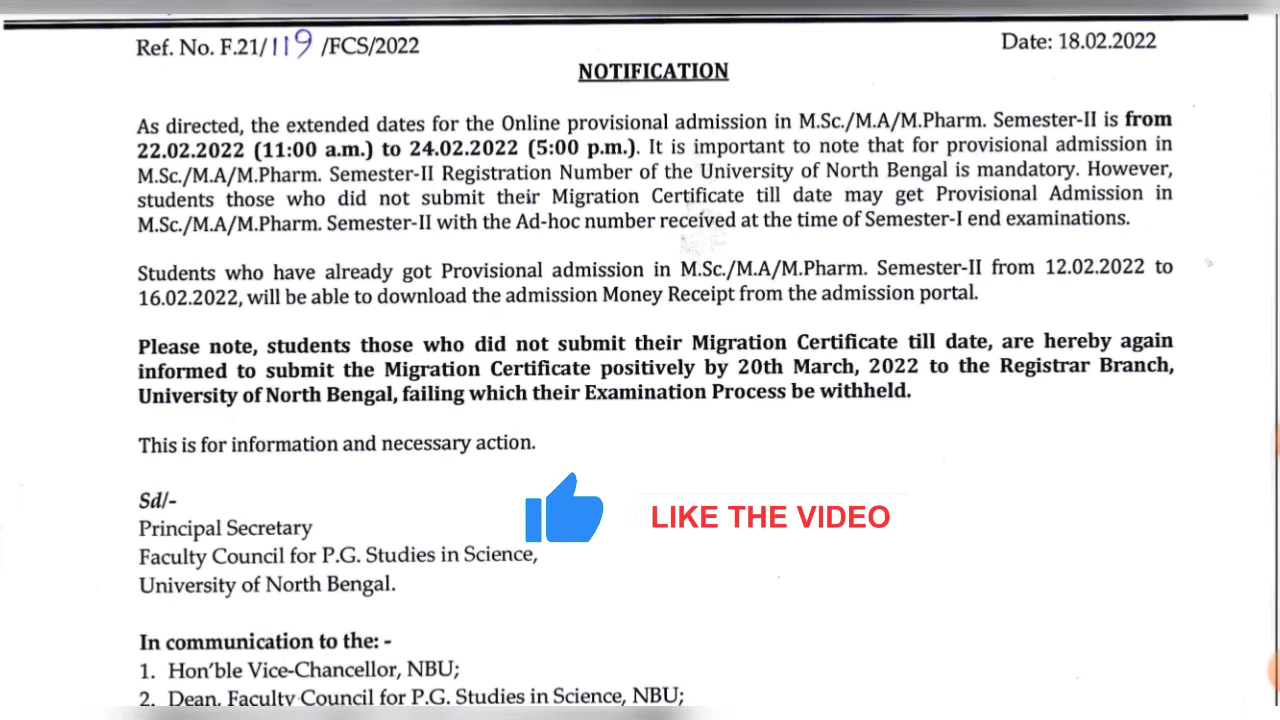 Ref. No. F.21/119 /FCS/2022
Date: 18.02.2022
NOTIFICATION
As directed, the extended dates for the Online provisional admission in M.Sc./M.A/M.Pharm. Semester-II is from
22.02.2022 (11:00 a.m.) to 24.02.2022 (5:00 p.m.). It is important to note that for provisional admission in
M.Sc./M.A/M.Pharm. Semester-II Registration Number of the University of North Bengal is mandatory. However,
students those who did not submit their Migration Certificate till date may get Provisional Admission in
M.Sc./M.A/M.Pharm. Semester-II with the Ad-hoc number received at the time of Semester-I end examinations.
Students who have already got Provisional admission in M.Sc./M.A/M.Pharm. Semester-II from 12.02.2022 to
16.02.2022, will be able to download the admission Money Receipt from the admission portal.
Please note, students those who did not submit their Migration Certificate till date, are hereby again
informed to submit the Migration Certificate positively by 20th March, 2022 to the Registrar Branch,
University of North Bengal, failing which their Examination Process be withheld.
This is for information and necessary action.
Sd/-
Principal Secretary
Faculty Council for P.G. Studies in Science,
University of North Bengal.
LIKE THE VIDEO
In communication to the: -
1. Hon'ble Vice-Chancellor, NBU;
2. Dean, Faculty Council for P.G. Studies in Science, NBU;